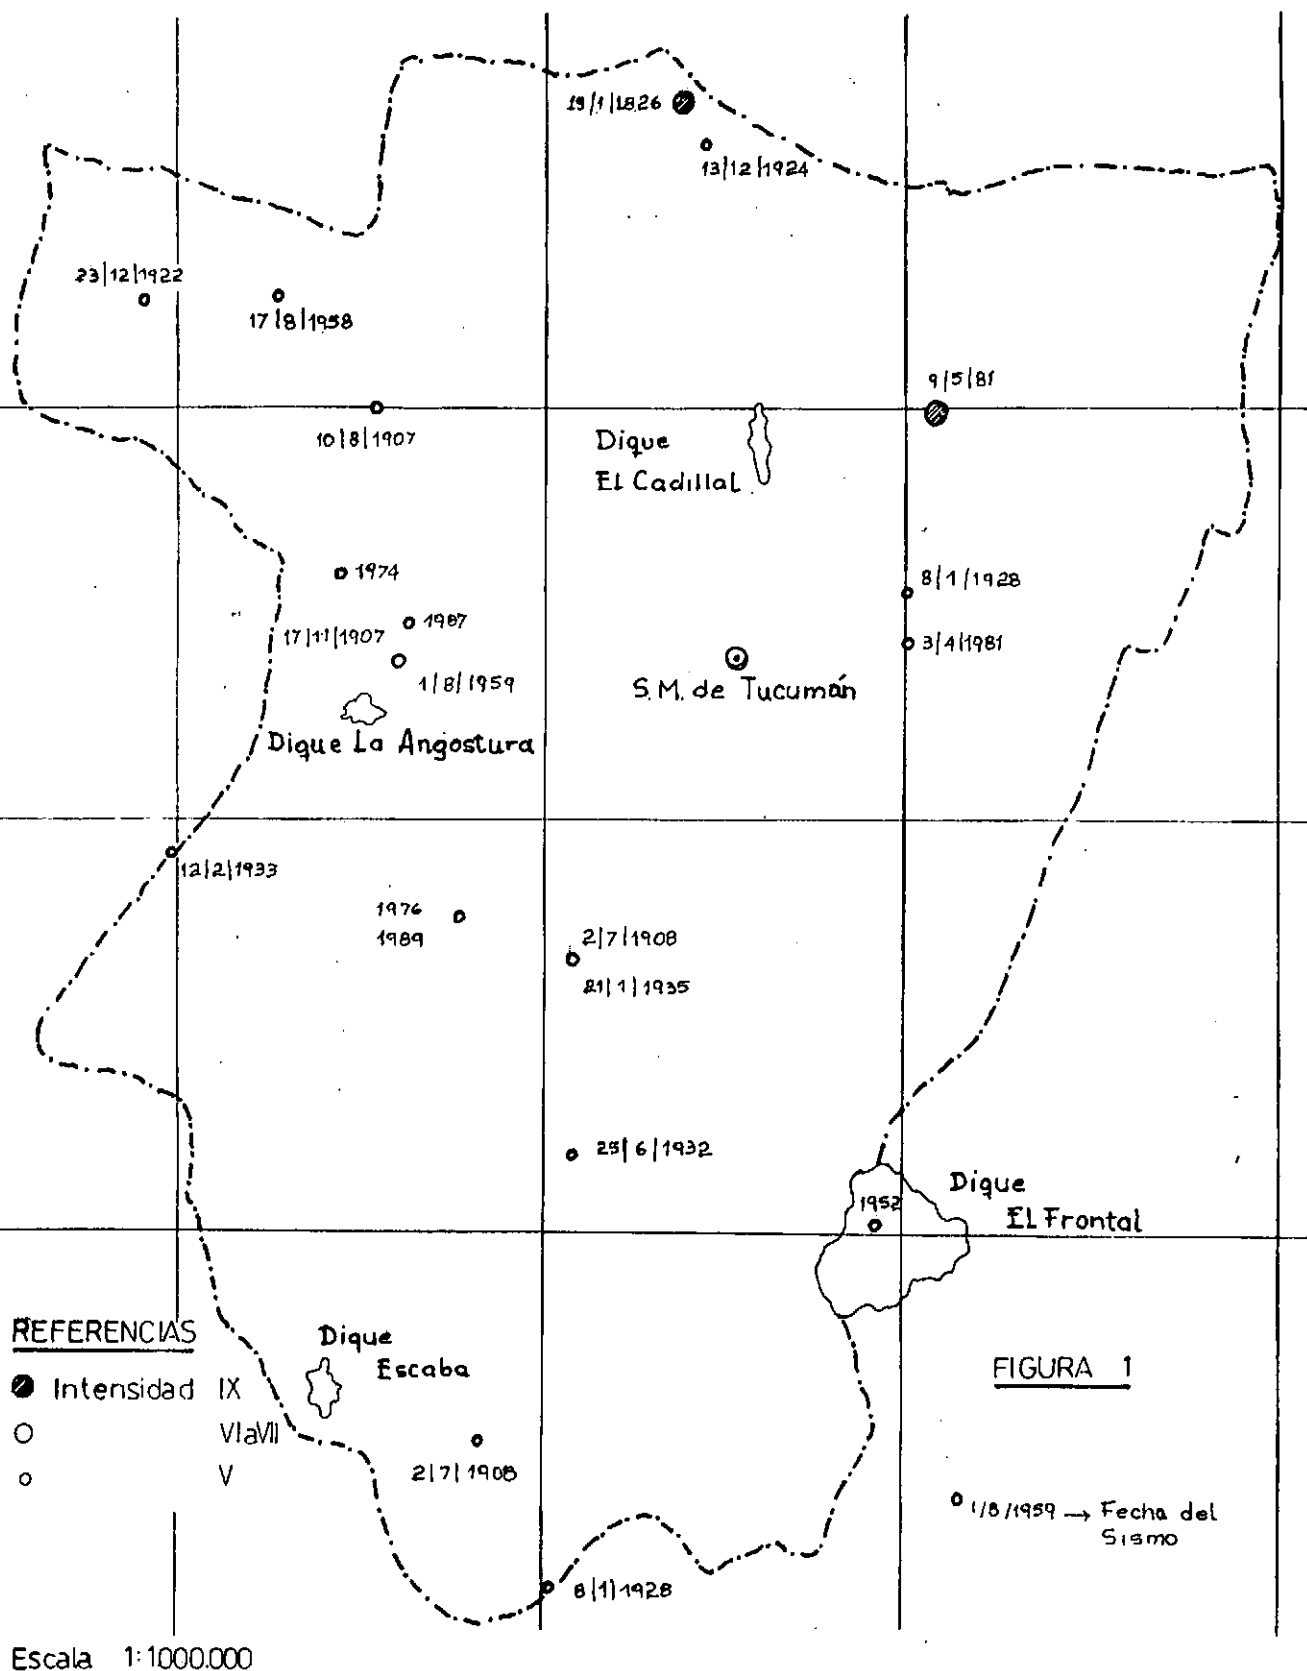 19/1/1826
13/12/1924
23/12/1922
17/8/1958
9/5/81
10/8/1907
Dique
El Cadillal
1974
8/1/1928
1987
17/11/1907
3/4/1981
1/8/1959
S.M. de Tucumán
Dique La Angostura
12/2/1933
1976
1989
2/7/1908
21/1/1935
25/6/1932
Dique
El Frontal
1952
REFERENCIAS
Intensidad IX
VI a VII
V
Dique
Escaba
FIGURA 1
2/7/1908
1/8/1959 → Fecha del
Sismo
8/1/1928
Escala 1:1000.000